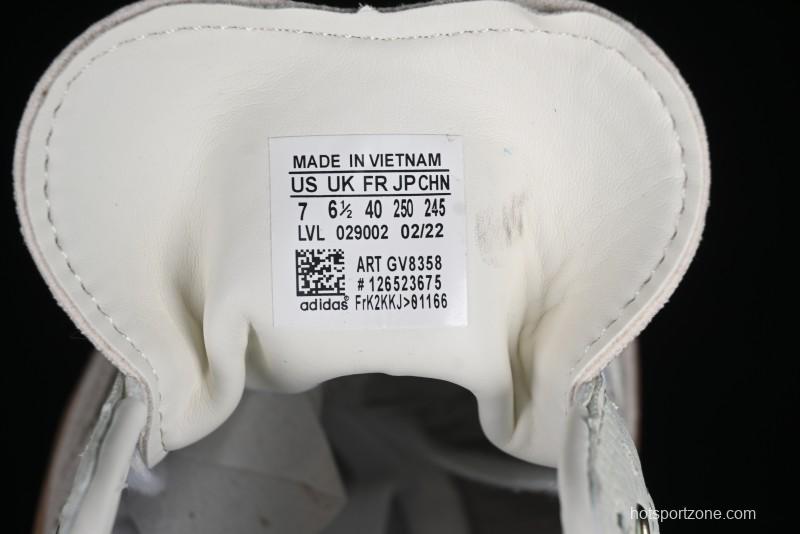 MADE IN VIETNAM
US UK FR JP CHN
7 6½ 40 250 245
LVL 029002 02/22
ART GV8358
# 126523675
adidas® FrK2KKJ>01166
hotsportzone.com